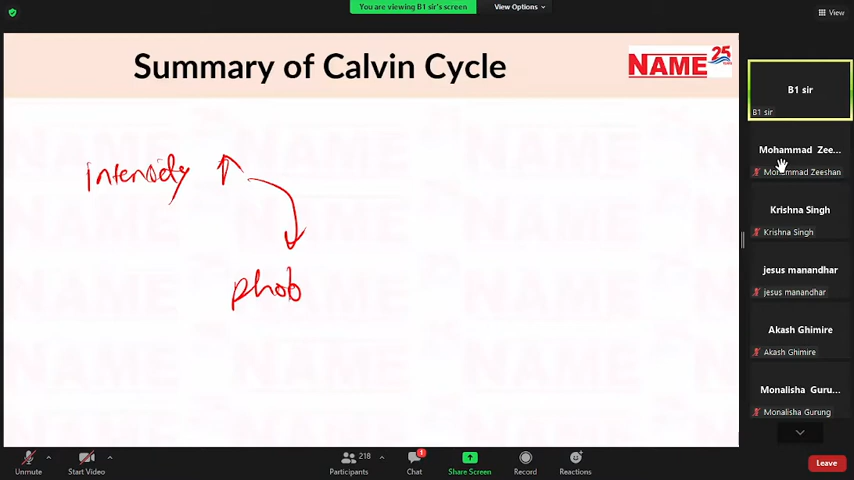 You are viewing B1 sir's screen
View Options
View
Summary of Calvin Cycle
NAME 25
intensity ↑
phob
B1 sir
B1 sir
Mohammad Zee...
Mohammad Zeeshan
Krishna Singh
Krishna Singh
jesus manandhar
jesus manandhar
Akash Ghimire
Akash Ghimire
Monalisha Guru...
Monalisha Gurung
Unmute
Start Video
218
Participants
1
Chat
Share Screen
Record
Reactions
Leave